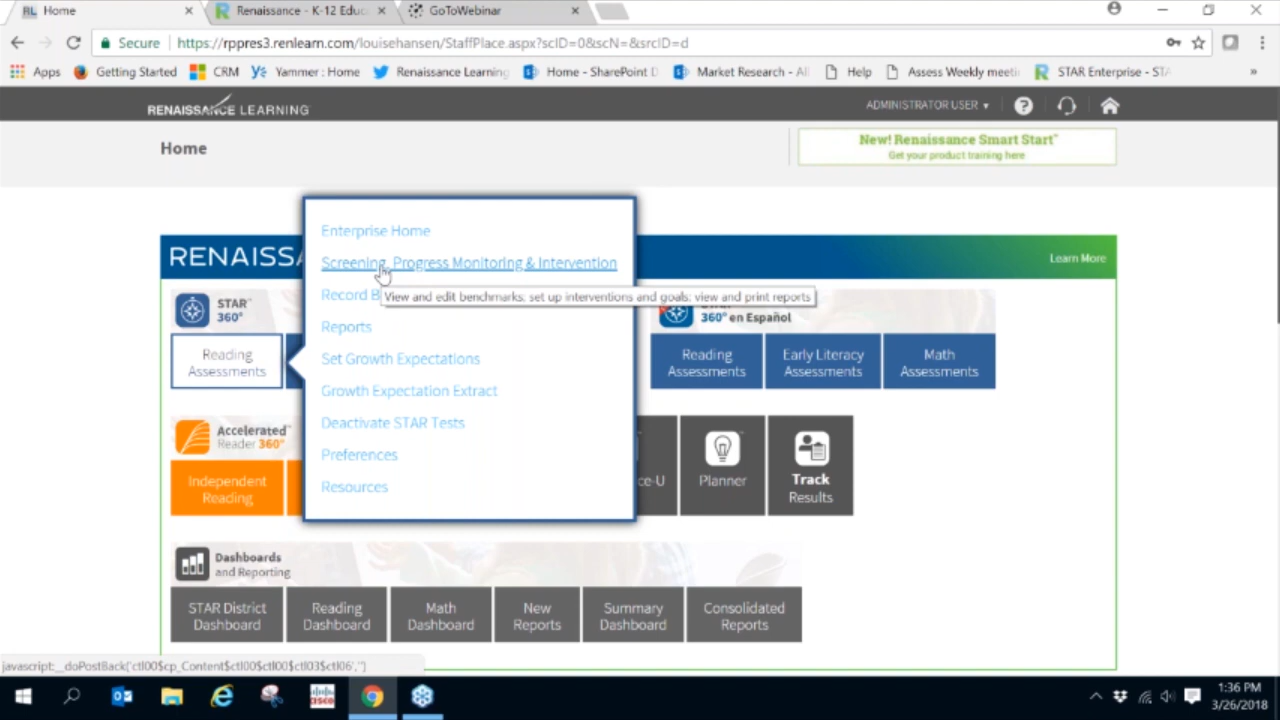 RL Home
Renaissance - K-12 Educ
GoToWebinar
Secure
https://rppres3.renlearn.com/louisehansen/StaffPlace.aspx?scID=0&scN=&srcID=d
Apps
Getting Started
CRM
Yammer : Home
Renaissance Learning
Home - SharePoint
Market Research - All
Help
Assess Weekly meeti
STAR Enterprise - STA
»
RENAISSANCE LEARNING
ADMINISTRATOR USER
?
Home
New! Renaissance Smart Start™
Get your product training here
Enterprise Home
Screening, Progress Monitoring & Intervention
Record B
View and edit benchmarks; set up interventions and goals; view and print reports
Reports
Set Growth Expectations
Growth Expectation Extract
Deactivate STAR Tests
Preferences
Resources
RENAISSA
Learn More
STAR™
360°
360° en Español
Reading
Assessments
Reading
Assessments
Early Literacy
Assessments
Math
Assessments
Accelerated™
Reader 360°
Independent
Reading
ce-U
Planner
Track
Results
Dashboards
and Reporting
STAR District
Dashboard
Reading
Dashboard
Math
Dashboard
New
Reports
Summary
Dashboard
Consolidated
Reports
javascript:__doPostBack('ctl00$cp_Content$ctl00$ctl00$ctl03$ctl06','')
cisco
1:36 PM
3/26/2018